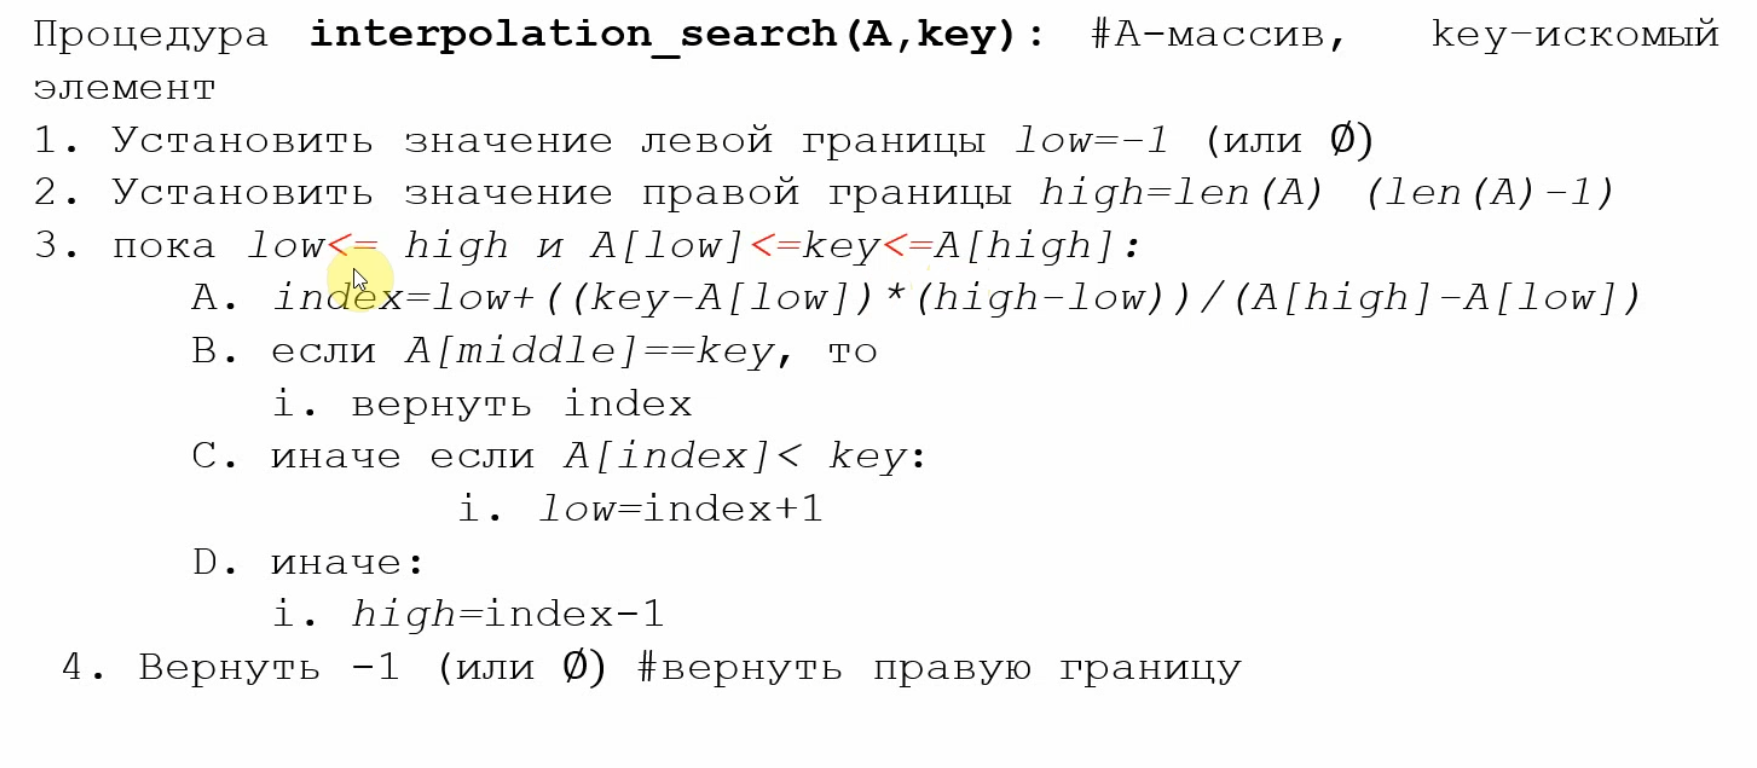 Процедура interpolation_search(A,key): #A-массив, key-искомый
элемент
1. Установить значение левой границы low=-1 (или Ø)
2. Установить значение правой границы high=len(A) (len(A)-1)
3. пока low<= high и A[low]<=key<=A[high]:
A. index=low+((key-A[low])*(high-low))/(A[high]-A[low])
B. если A[middle]==key, то
i. вернуть index
C. иначе если A[index]< key:
i. low=index+1
D. иначе:
i. high=index-1
4. Вернуть -1 (или Ø) #вернуть правую границу